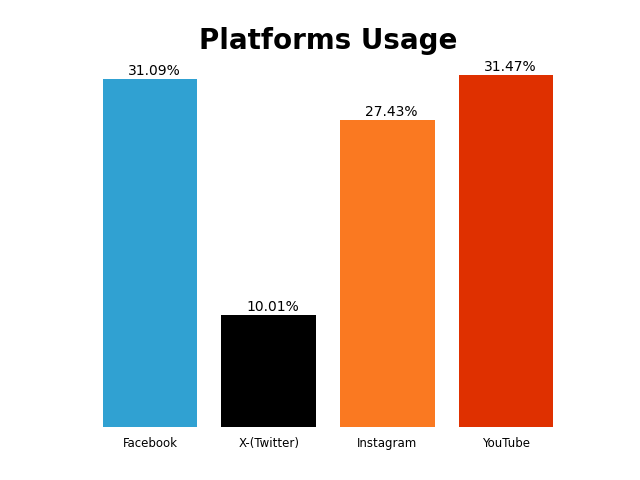 Platforms Usage
31.09%
10.01%
27.43%
31.47%
Facebook
X-(Twitter)
Instagram
YouTube